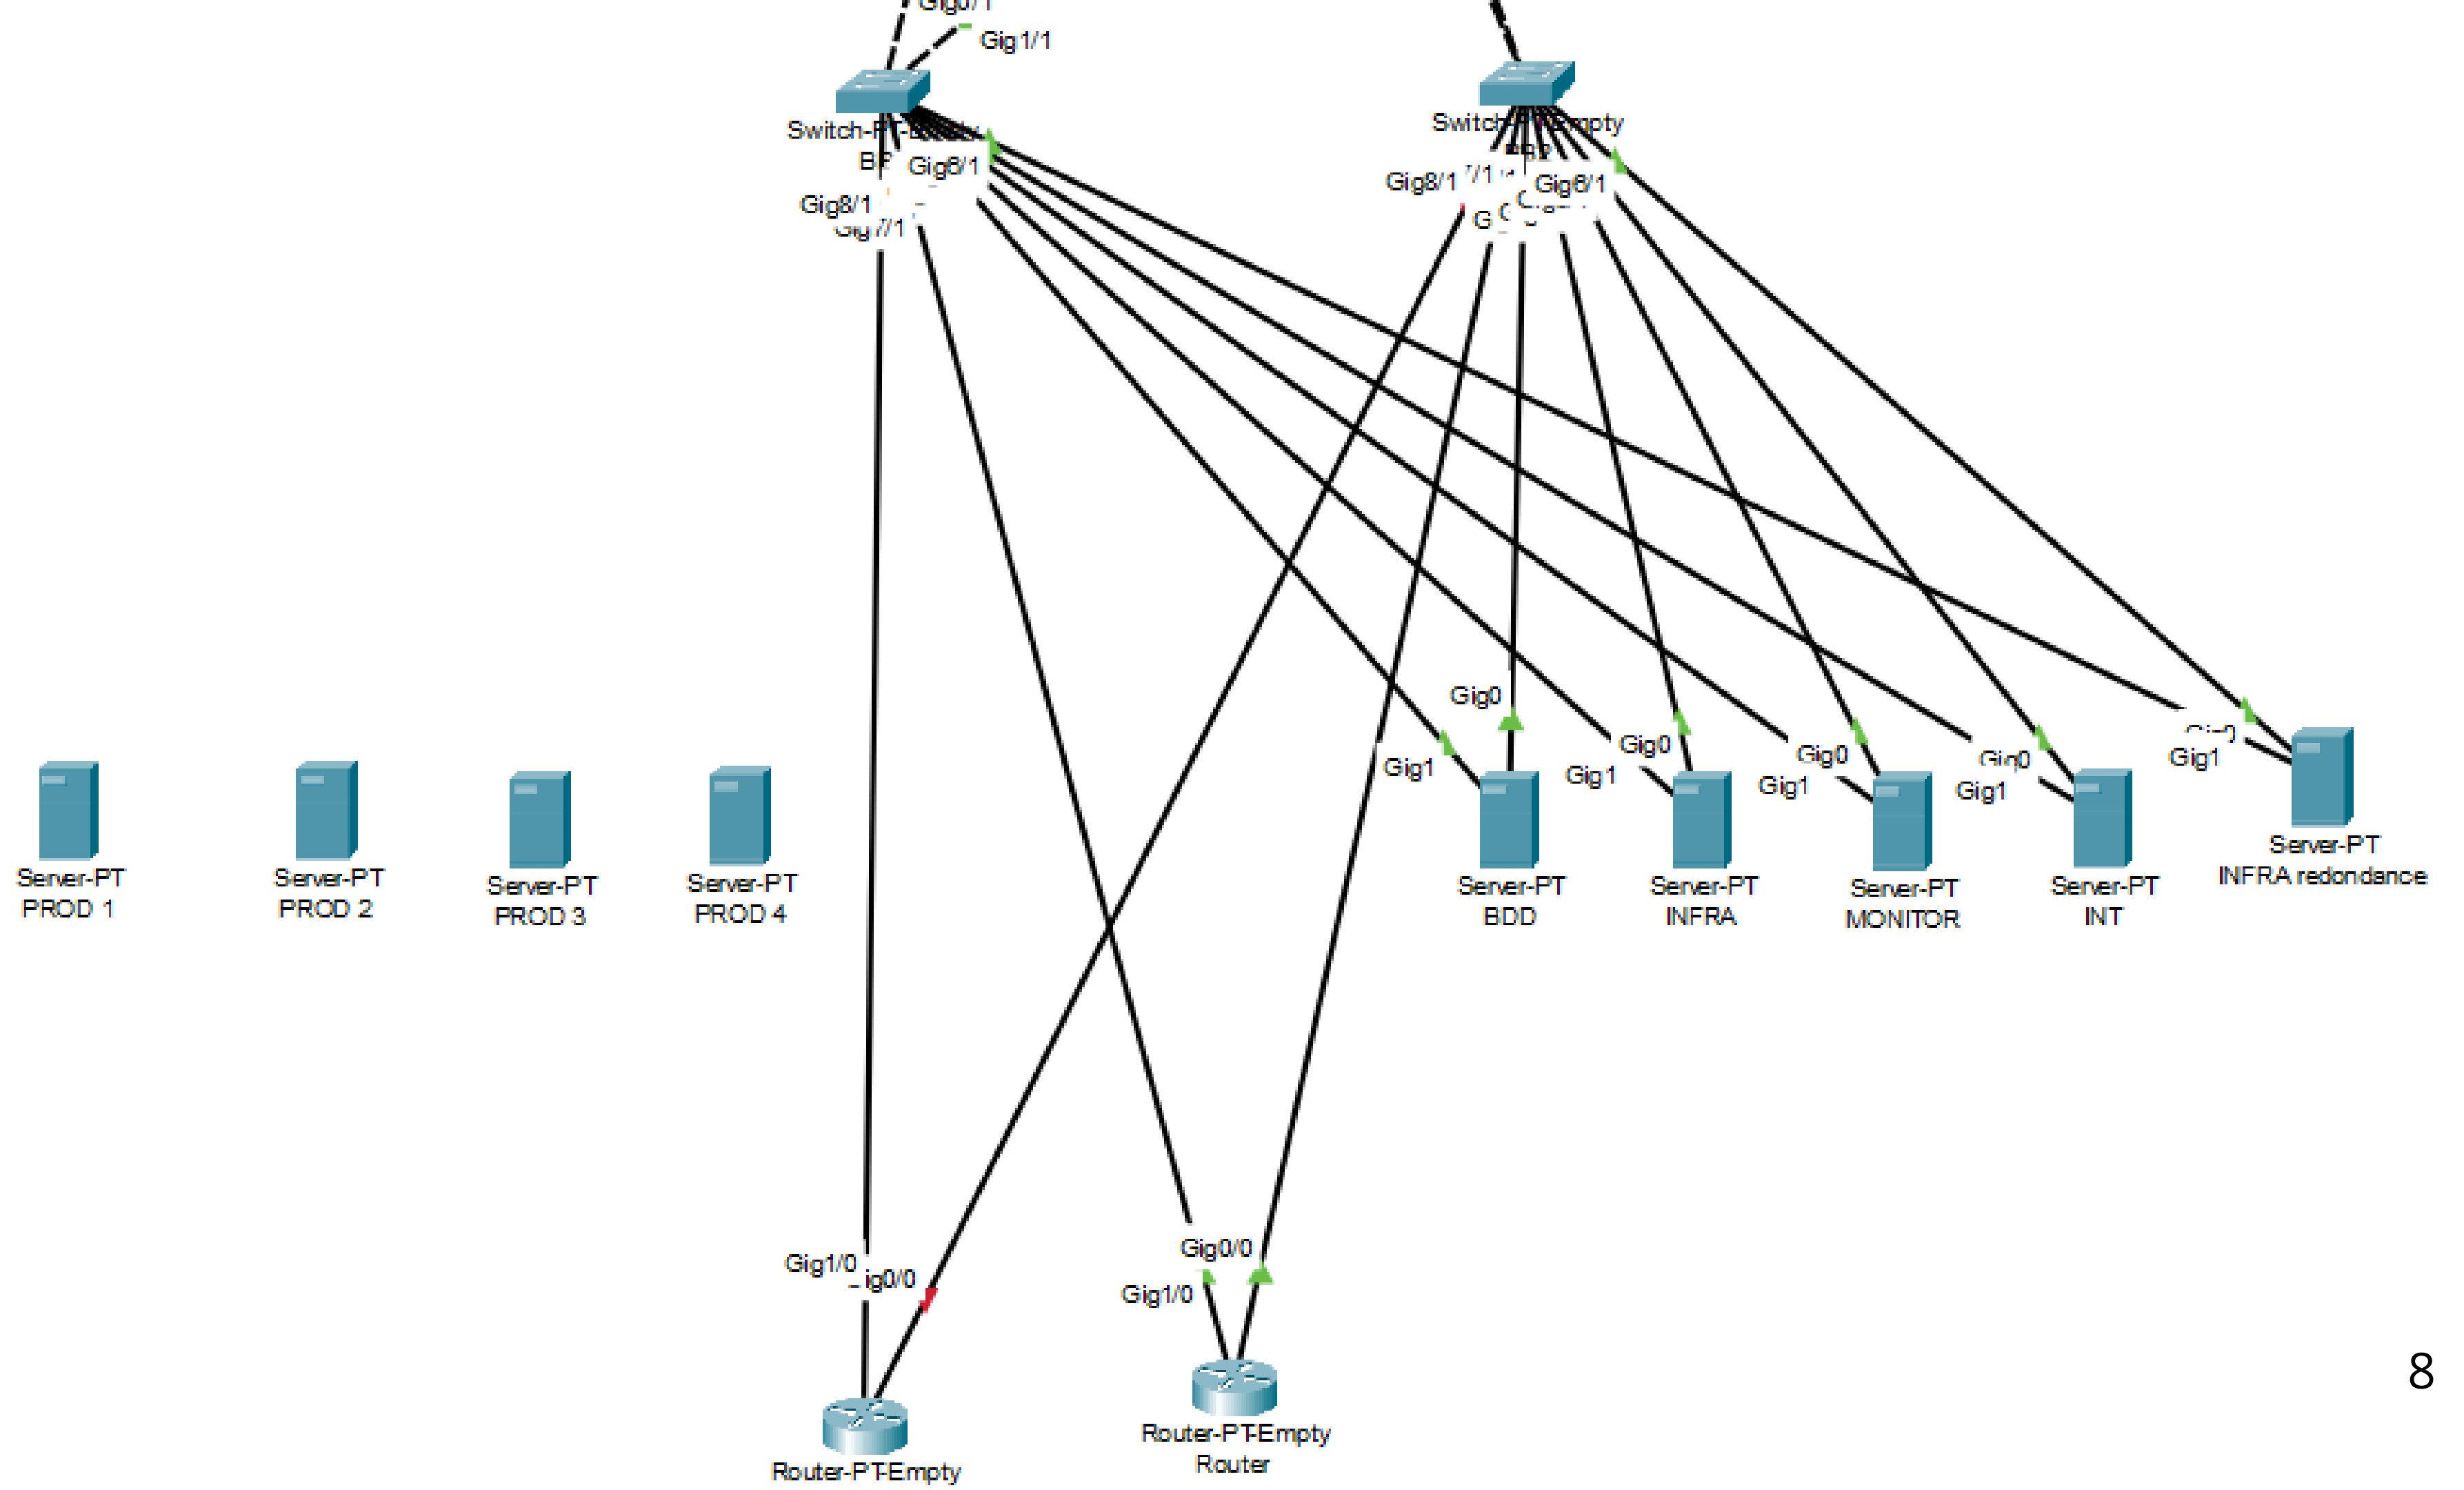 Gig1/1
Switch-PT-Empty
Gig6/1
Gig8/1
Gig8/1
Gig6/1
Gig0
Gig1
Gig0
Gig1
Gig0
Gig1
Gig0
Gig1
Gig1
Server-PT
PROD 1
Server-PT
PROD 2
Server-PT
PROD 3
Server-PT
PROD 4
Server-PT
BDD
Server-PT
INFRA
Server-PT
MONITOR
Server-PT
INT
Server-PT
INFRA redondance
Gig1/0
Gig0/0
Gig1/0
Router-PT-Empty
Router-PT-Empty
Router
8